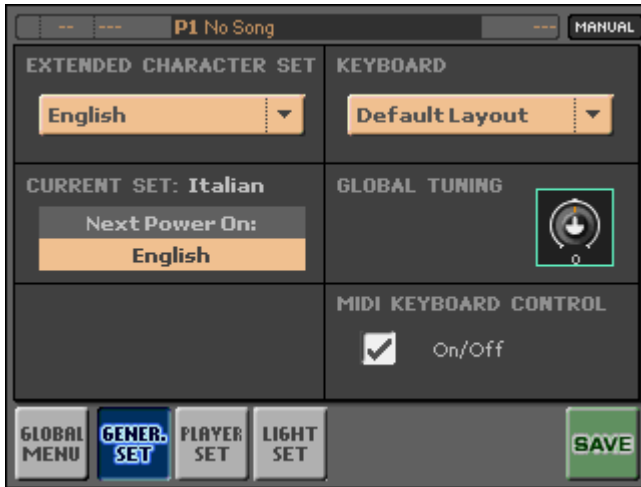 -- --- P1 No Song --- MANUAL
EXTENDED CHARACTER SET
English
KEYBOARD
Default Layout
CURRENT SET: Italian
Next Power On:
English
GLOBAL TUNING
0
MIDI KEYBOARD CONTROL
On/Off
GLOBAL MENU
GENER. SET
PLAYER SET
LIGHT SET
SAVE